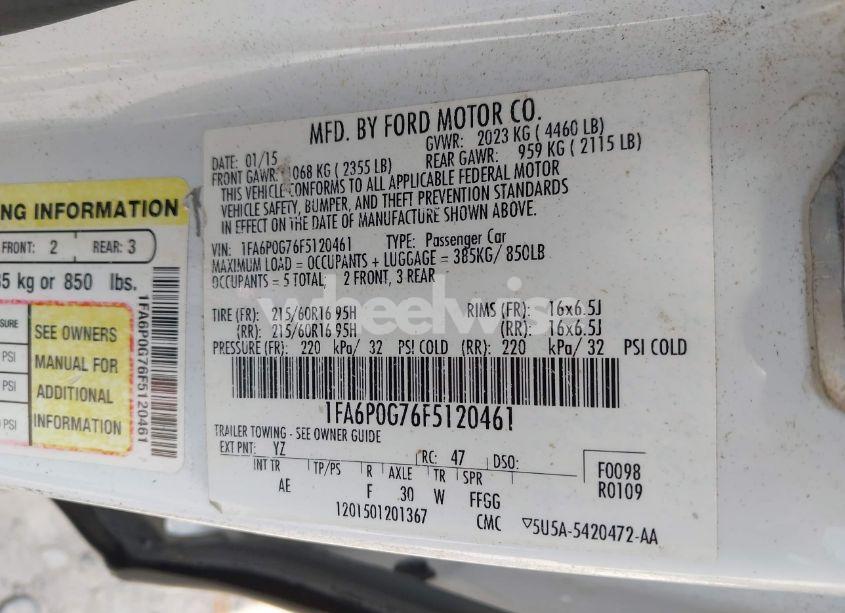 MFD. BY FORD MOTOR CO.
DATE: 01/15 GVWR: 2023 KG ( 4460 LB)
FRONT GAWR: 1068 KG ( 2355 LB) REAR GAWR: 959 KG ( 2115 LB)
THIS VEHICLE CONFORMS TO ALL APPLICABLE FEDERAL MOTOR
VEHICLE SAFETY, BUMPER, AND THEFT PREVENTION STANDARDS
IN EFFECT ON THE DATE OF MANUFACTURE SHOWN ABOVE.
VIN: 1FA6P0G76F5120461 TYPE: Passenger Car
MAXIMUM LOAD = OCCUPANTS + LUGGAGE = 385KG/ 850LB
OCCUPANTS = 5 TOTAL; 2 FRONT, 3 REAR
TIRE (FR): 215/60R16 95H RIMS (FR): 16x6.5J
(RR): 215/60R16 95H (RR): 16x6.5J
PRESSURE (FR): 220 kPa/ 32 PSI COLD (RR): 220 kPa/ 32 PSI COLD
1FA6P0G76F5120461
TRAILER TOWING - SEE OWNER GUIDE
EXT PNT: YZ RC: 47 DSO:
INT TR TP/PS R AXLE TR SPR
AE F 30 W FFGG
1201501201367 CMC
F0098
R0109
▽5U5A-5420472-AA
NG INFORMATION
FRONT: 2 REAR: 3
85 kg or 850 lbs.
SURE
PSI
PSI
PSI
SEE OWNERS
MANUAL FOR
ADDITIONAL
INFORMATION
1FA6P0G76F5120461
wheelwise